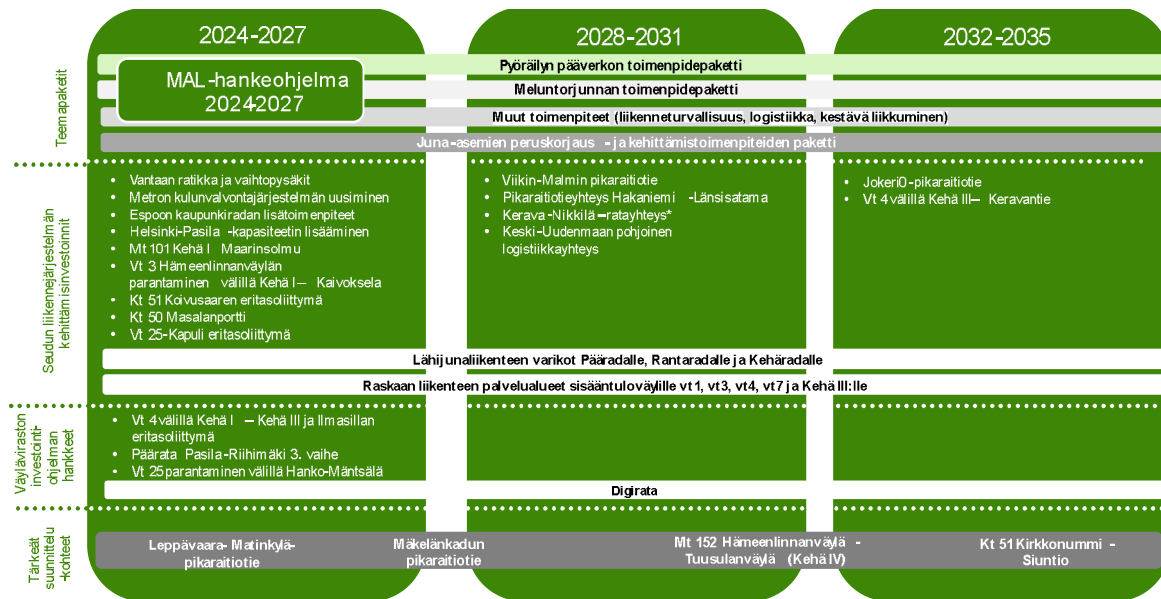 2024-2027
2028-2031
2032-2035
Teemapaketit
Pyöräilyn pääverkon toimenpidepaketti
MAL-hankeohjelma
2024-2027
Meluntorjunnan toimenpidepaketti
Muut toimenpiteet (liikenneturvallisuus, logistiikka, kestävä liikkuminen)
Juna-asemien peruskorjaus - ja kehittämistoimenpiteiden paketti
Seudun liikennejärjestelmän
kehittämisinvestoinnit
• Vantaan ratikka ja vaihtopysäkit
• Metron kulunvalvontajärjestelmän uusiminen
• Espoon kaupunkiradan lisätoimenpiteet
• Helsinki-Pasila -kapasiteetin lisääminen
• Mt 101 Kehä I Maarinsolmu
• Vt 3 Hämeenlinnanväylän
parantaminen välillä Kehä I – Kaivoksela
• Kt 51 Koivusaaren eritasoliittymä
• Kt 50 Masalanportti
• Vt 25-Kapuli eritasoliittymä
• Viikin-Malmin pikaraitiotie
• Pikaraitiotieyhteys Hakaniemi -Länsisatama
• Kerava -Nikkilä –ratayhteys*
• Keski-Uudenmaan pohjoinen
logistiikkayhteys
• Jokeri0 -pikaraitiotie
• Vt 4 välillä Kehä III – Keravantie
Lähijunaliikenteen varikot Pääradalle, Rantaradalle ja Kehäradalle
Raskaan liikenteen palvelualueet sisääntuloväylille vt1, vt3, vt4, vt7 ja Kehä III:lle
Väyläviraston
investointi-
ohjelman
hankkeet
• Vt 4 välillä Kehä I – Kehä III ja Ilmasillan
eritasoliittymä
• Päärata Pasila-Riihimäki 3. vaihe
• Vt 25 parantaminen välillä Hanko-Mäntsälä
Digirata
Tärkeät
suunnittelu
-kohteet
Leppävaara- Matinkylä-
pikaraitiotie
Mäkelänkadun
pikaraitiotie
Mt 152 Hämeenlinnanväylä -
Tuusulanväylä (Kehä IV)
Kt 51 Kirkkonummi -
Siuntio